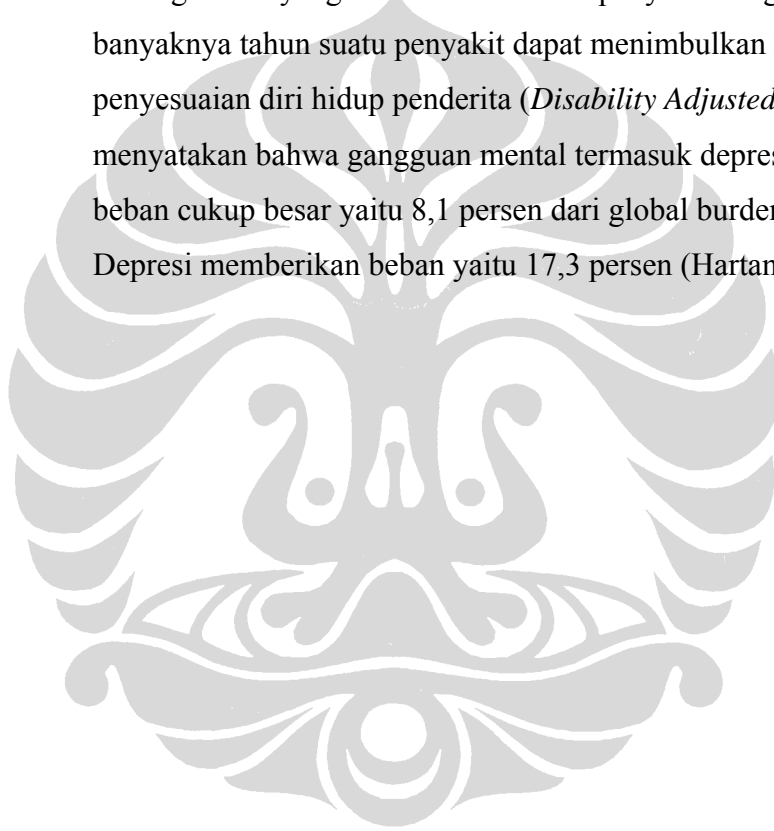 banyaknya tahun suatu penyakit dapat menimbulkan
penyesuaian diri hidup penderita (Disability Adjusted
menyatakan bahwa gangguan mental termasuk depres
beban cukup besar yaitu 8,1 persen dari global burden
Depresi memberikan beban yaitu 17,3 persen (Hartan